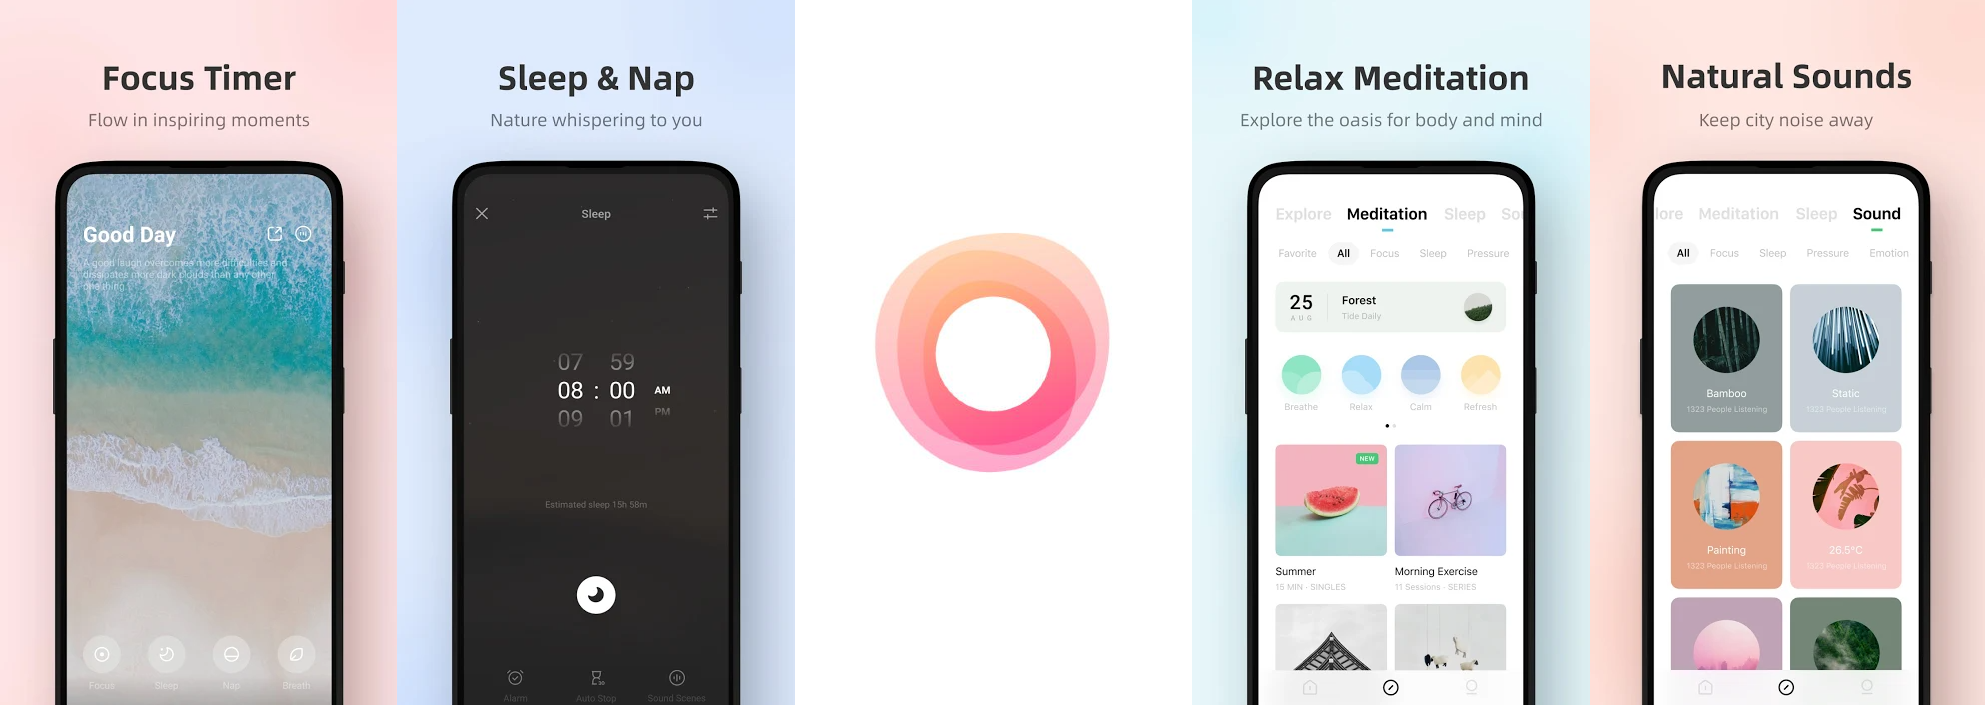 Focus Timer
Flow in inspiring moments
Good Day
A good laugh overcomes more difficulties and
dissipates more dark clouds than any other
one thing.
Focus Sleep Nap Breath
Sleep & Nap
Nature whispering to you
Sleep
07 59
08 : 00 AM
09 01 PM
Estimated sleep 15h 58m
Alarm Auto Stop Sound Scenes
Relax Meditation
Explore the oasis for body and mind
Explore Meditation Sleep Sou
Favorite All Focus Sleep Pressure
25 Forest
AUG Tide Daily
Breathe Relax Calm Refresh
NEW
Summer Morning Exercise
15 MIN · SINGLES 11 Sessions · SERIES
Natural Sounds
Keep city noise away
lore Meditation Sleep Sound
All Focus Sleep Pressure Emotion
Bamboo Static
1323 People Listening 1323 People Listening
Painting 26.5°C
1323 People Listening 1323 People Listening